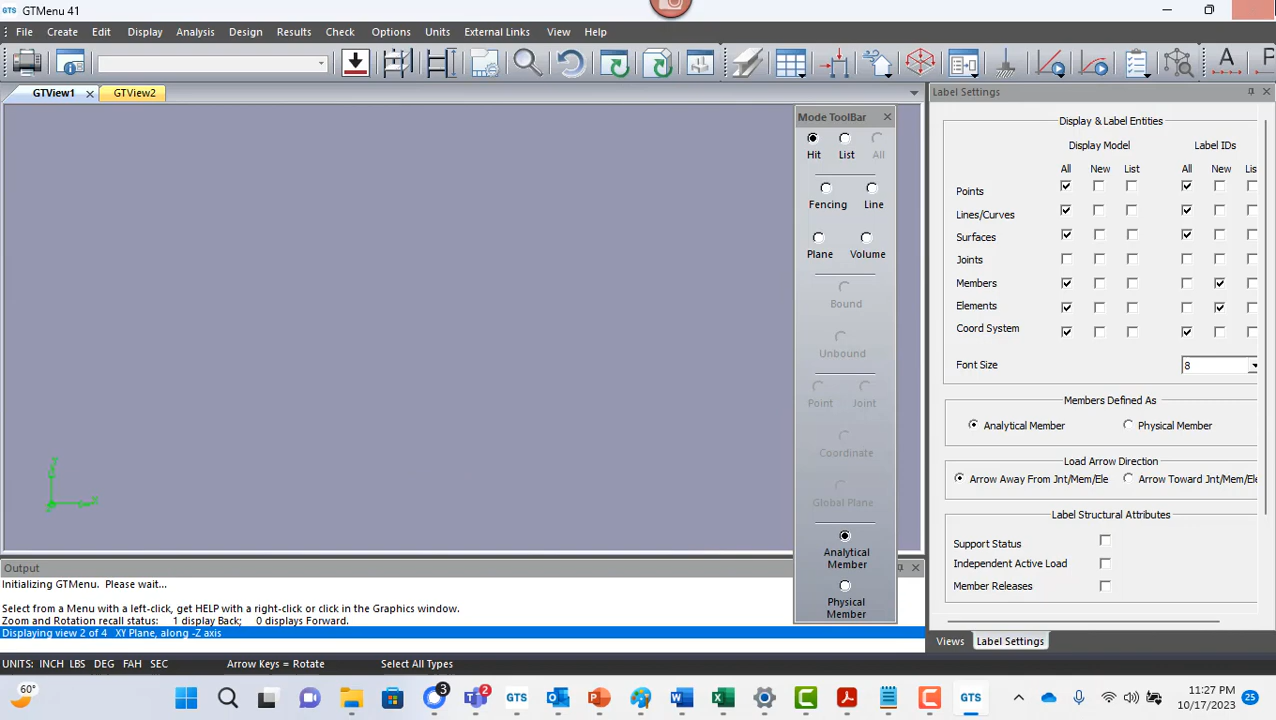 GTS GTMenu 41
File Create Edit Display Analysis Design Results Check Options Units External Links View Help
GTView1 GTView2
Mode ToolBar
Hit List All
Fencing Line
Plane Volume
Bound
Unbound
Point Joint
Coordinate
Global Plane
Analytical
Member
Physical
Member
Label Settings
Display & Label Entities
Display Model Label IDs
All New List All New Lis
Points
Lines/Curves
Surfaces
Joints
Members
Elements
Coord System
Font Size 8
Members Defined As
Analytical Member Physical Member
Load Arrow Direction
Arrow Away From Jnt/Mem/Ele Arrow Toward Jnt/Mem/Ele
Label Structural Attributes
Support Status
Independent Active Load
Member Releases
Views Label Settings
Y
X
Z
Output
Initializing GTMenu. Please wait...
Select from a Menu with a left-click, get HELP with a right-click or click in the Graphics window.
Zoom and Rotation recall status: 1 display Back; 0 displays Forward.
Displaying view 2 of 4 XY Plane, along -Z axis
UNITS: INCH LBS DEG FAH SEC Arrow Keys = Rotate Select All Types
60°
3
2
GTS
GTS
11:27 PM
10/17/2023
25